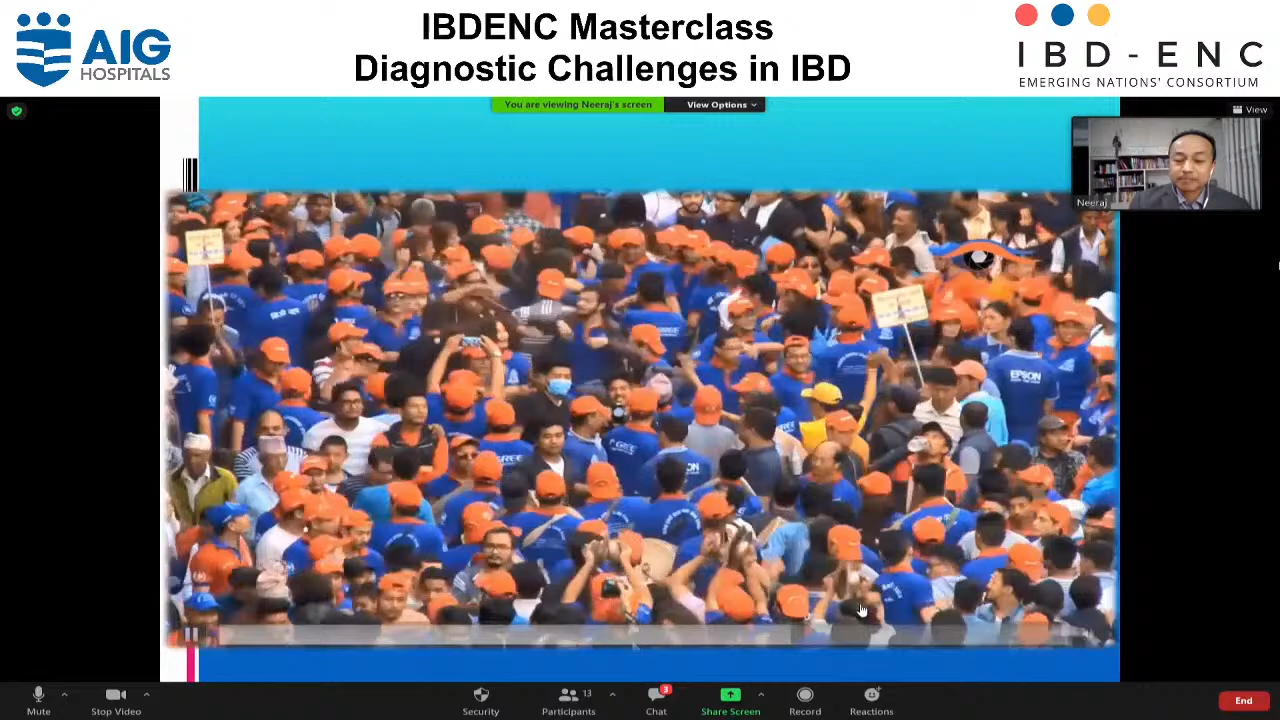 AIG
HOSPITALS
IBDENC Masterclass
Diagnostic Challenges in IBD
IBD-ENC
EMERGING NATIONS' CONSORTIUM
You are viewing Neeraj's screen
View Options
View
Neeraj
EPSON
Mute
Stop Video
Security
Participants
13
Chat
3
Share Screen
Record
Reactions
End